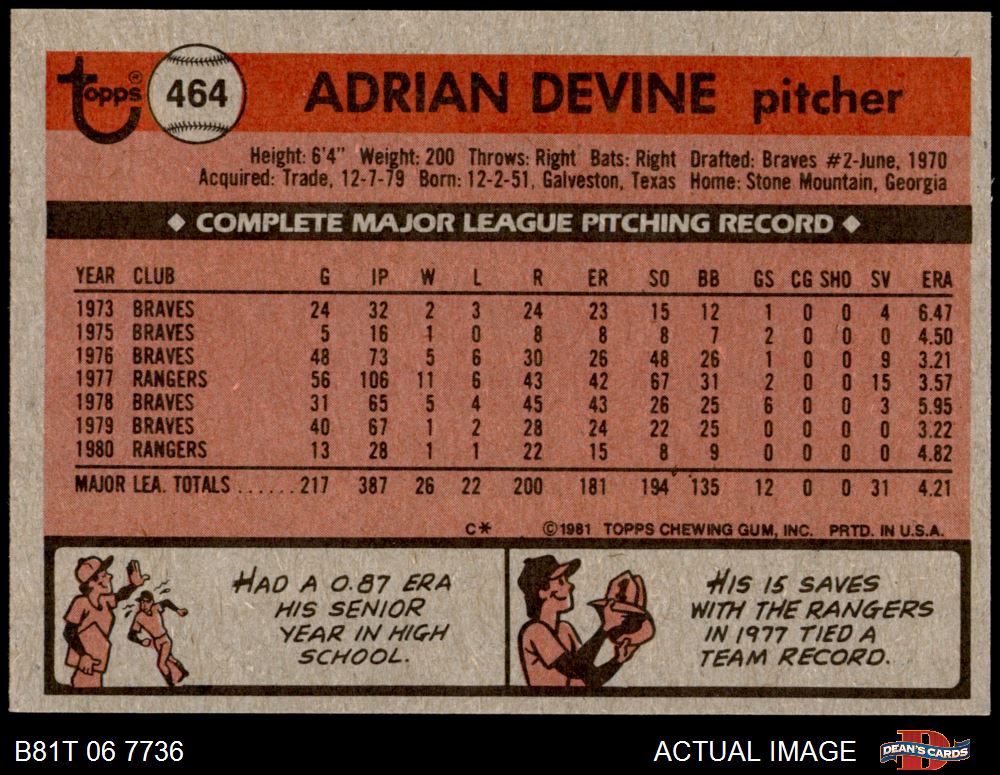 topps® 464 ADRIAN DEVINE pitcher
Height: 6'4" Weight: 200 Throws: Right Bats: Right Drafted: Braves #2-June, 1970
Acquired: Trade, 12-7-79 Born: 12-2-51, Galveston, Texas Home: Stone Mountain, Georgia
◆ COMPLETE MAJOR LEAGUE PITCHING RECORD ◆
YEAR CLUB G IP W L R ER SO BB GS CG SHO SV ERA
1973 BRAVES 24 32 2 3 24 23 15 12 1 0 0 4 6.47
1975 BRAVES 5 16 1 0 8 8 8 7 2 0 0 0 4.50
1976 BRAVES 48 73 5 6 30 26 48 26 1 0 0 9 3.21
1977 RANGERS 56 106 11 6 43 42 67 31 2 0 0 15 3.57
1978 BRAVES 31 65 5 4 45 43 26 25 6 0 0 3 5.95
1979 BRAVES 40 67 1 2 28 24 22 25 0 0 0 0 3.22
1980 RANGERS 13 28 1 1 22 15 8 9 0 0 0 0 4.82
MAJOR LEA. TOTALS ...... 217 387 26 22 200 181 194 135 12 0 0 31 4.21
C* ©1981 TOPPS CHEWING GUM, INC. PRTD. IN U.S.A.
HAD A 0.87 ERA
HIS SENIOR
YEAR IN HIGH
SCHOOL.
HIS 15 SAVES
WITH THE RANGERS
IN 1977 TIED A
TEAM RECORD.
B81T 06 7736 ACTUAL IMAGE DEAN'S CARDS